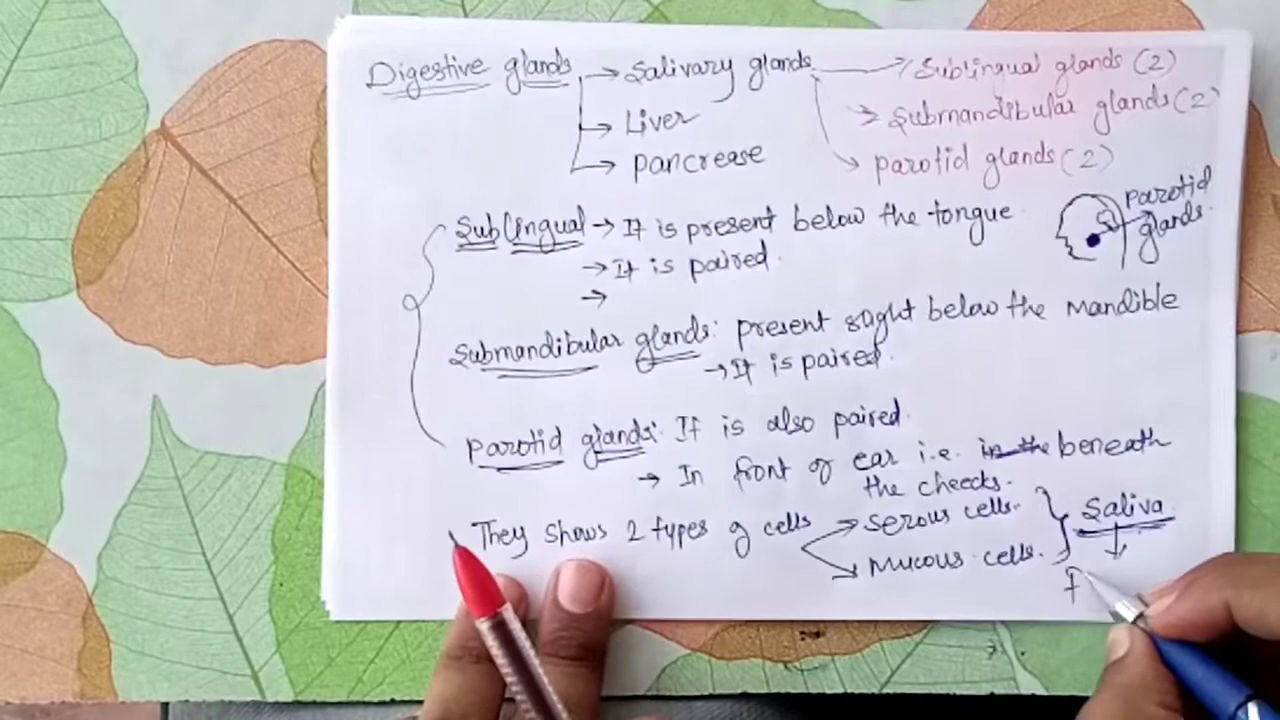 Digestive glands → Salivary glands → Sublingual glands (2)
→ Liver → Submandibular glands (2)
→ pancrease → parotid glands (2)
Sublingual → It is present below the tongue
parotid glands.
→ It is paired.
→
Submandibular glands: present below the mandible
→ It is paired.
parotid glands: It is also paired.
→ In front of ear i.e. in the beneath
the cheecks.
They shows 2 types of cells → serous cells. } Saliva
→ Mucous cells. ↓